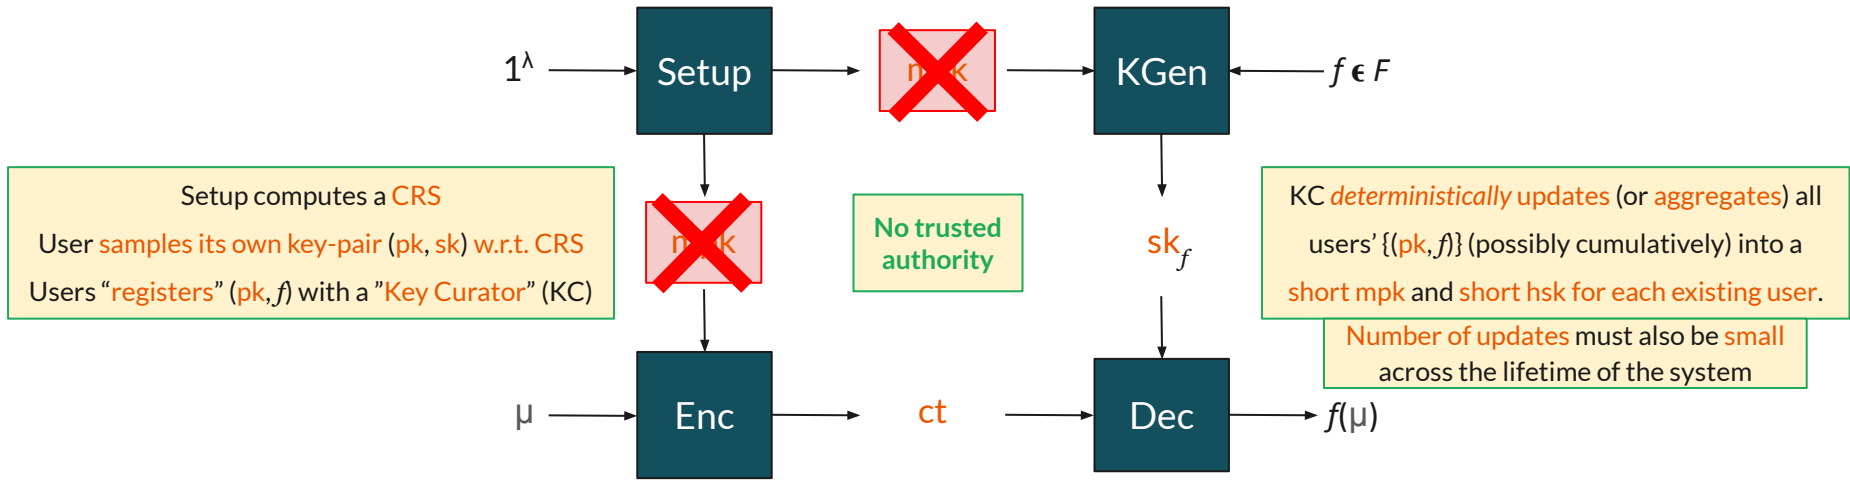 1^λ
Setup
KGen
f ϵ F
Setup computes a CRS
User samples its own key-pair (pk, sk) w.r.t. CRS
Users “registers” (pk, f) with a ”Key Curator” (KC)
No trusted
authority
sk_f
KC deterministically updates (or aggregates) all
users’ {(pk, f)} (possibly cumulatively) into a
short mpk and short hsk for each existing user.
Number of updates must also be small
across the lifetime of the system
μ
Enc
ct
Dec
f(μ)